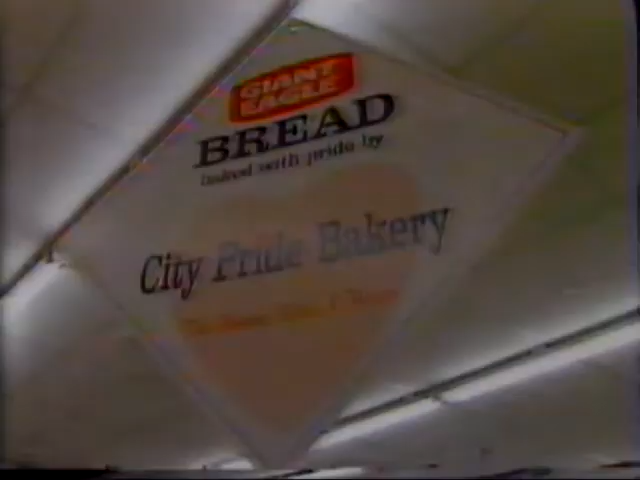 GIANT
EAGLE
BREAD
baked with pride by
City Pride Bakery